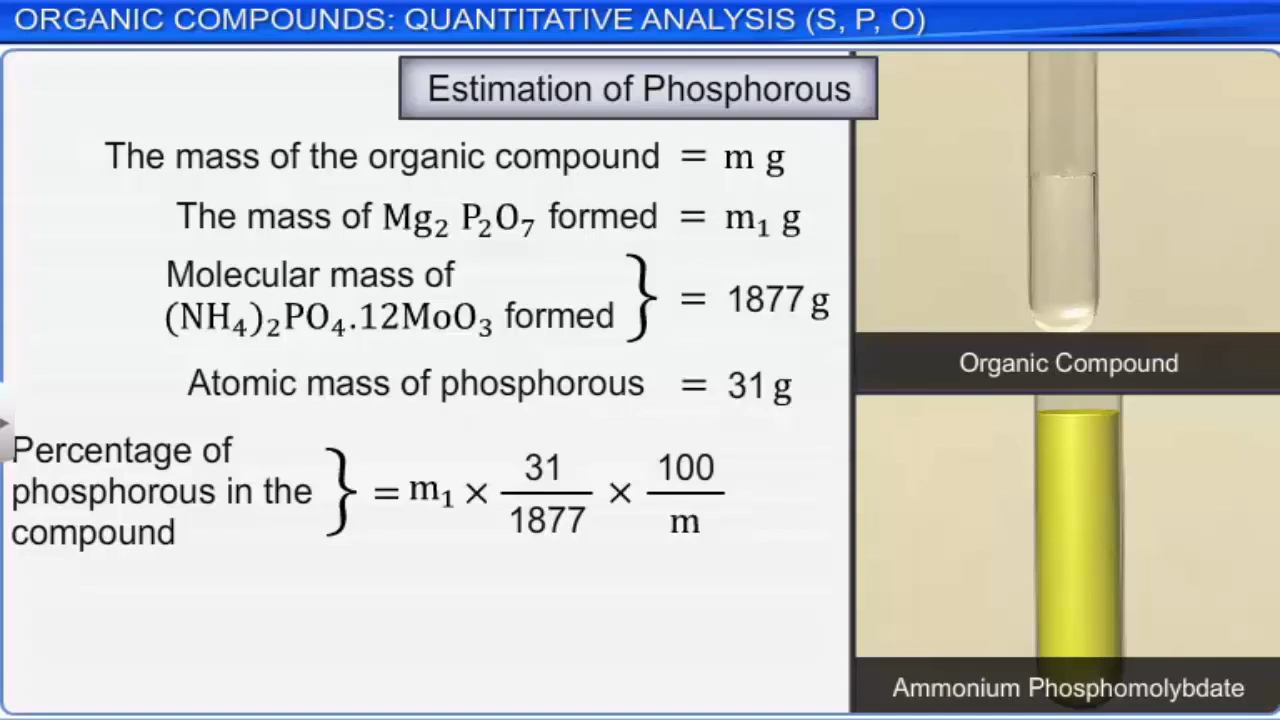 ORGANIC COMPOUNDS: QUANTITATIVE ANALYSIS (S, P, O)
Estimation of Phosphorous
The mass of the organic compound = m g
The mass of Mg₂ P₂O₇ formed = m₁ g
Molecular mass of
(NH₄)₂PO₄.12MoO₃ formed } = 1877 g
Atomic mass of phosphorous = 31 g
Percentage of
phosphorous in the
compound } = m₁ × 31/1877 × 100/m
Organic Compound
Ammonium Phosphomolybdate